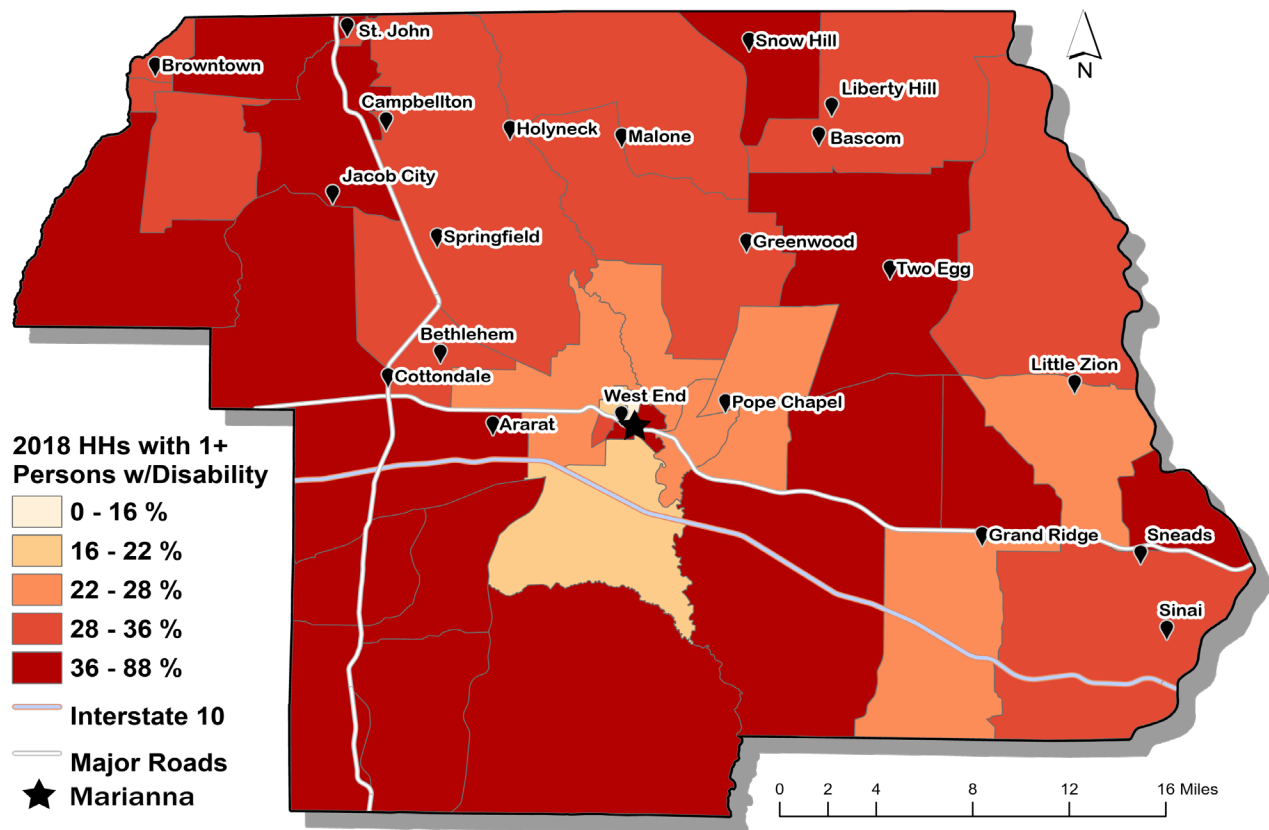 St. John
Snow Hill
Browntown
Liberty Hill
Campbellton
Holyneck
Malone
Bascom
Jacob City
Springfield
Greenwood
Two Egg
Bethlehem
Little Zion
Cottondale
West End
Pope Chapel
Ararat
Grand Ridge
Sneads
Sinai
N
2018 HHs with 1+
Persons w/Disability
0 - 16 %
16 - 22 %
22 - 28 %
28 - 36 %
36 - 88 %
Interstate 10
Major Roads
Marianna
0 2 4 8 12 16 Miles